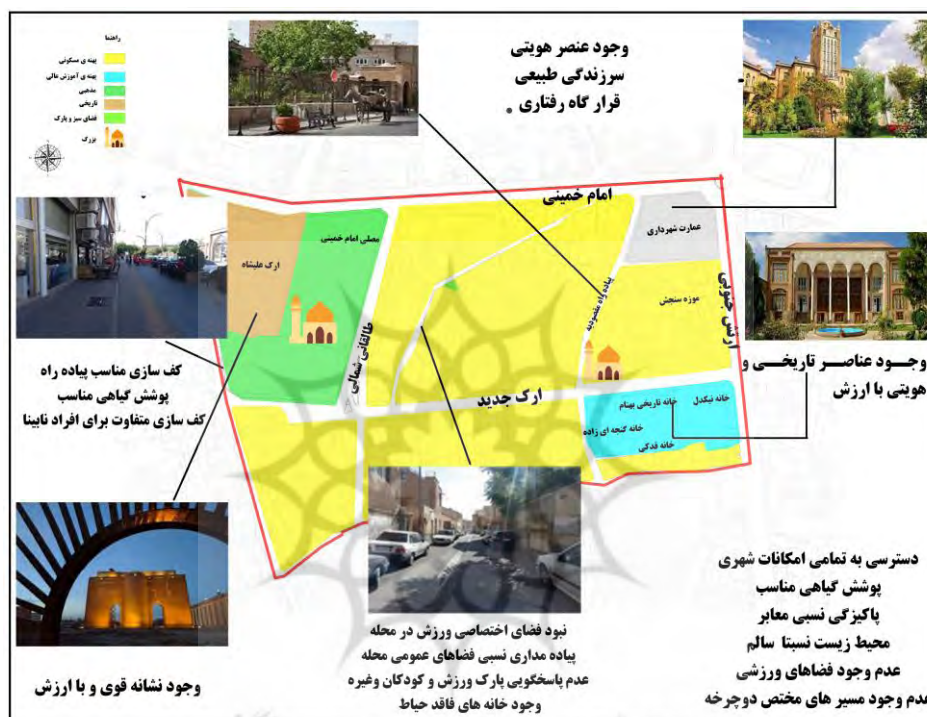 راهنما
پهنه ی مسکونی
پهنه ی آموزش عالی
مذهبی
تاریخی
فضای سبز و پارک
بزرک
وجود عنصر هویتی
سرزندگی طبیعی
قرار گاه رفتاری
امام خمینی
عمارت شهرداری
مصلی امام خمینی
ارک علیشاه
پیاده راه مقصودیه
موزه سنجش
ارتش جنوبی
طالقانی شمالی
ارک جدید
خانه نیکدل
خانه تاریخی بهنام
خانه گنجه ای زاده
خانه قدکی
وجود عناصر تاریخی و
هویتی با ارزش
کف سازی مناسب پیاده راه
پوشش گیاهی مناسب
کف سازی متفاوت برای افراد نابینا
وجود نشانه قوی و با ارزش
نبود فضای اختصاصی ورزش در محله
پیاده مداری نسبی فضاهای عمومی محله
عدم پاسخگویی پارک ورزش و کودکان وغیره
وجود خانه های فاقد حیاط
دسترسی به تمامی امکانات شهری
پوشش گیاهی مناسب
پاکیزگی نسبی معابر
محیط زیست نسبتا سالم
عدم وجود فضاهای ورزشی
عدم وجود مسیر های مختص دوچرخه